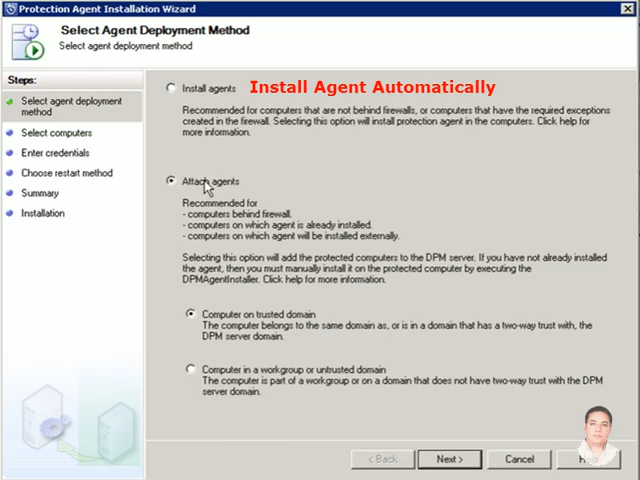 Protection Agent Installation Wizard
Select Agent Deployment Method
Select agent deployment method
Steps:
Select agent deployment
method
Select computers
Enter credentials
Choose restart method
Summary
Installation
Install agents
Install Agent Automatically
Recommended for computers that are not behind firewalls, or computers that have the required exceptions
created in the firewall. Selecting this option will install protection agent in the computers. Click help for
more information.
Attach agents
Recommended for
- computers behind firewall.
- computers on which agent is already installed.
- computers on which agent will be installed externally.
Selecting this option will add the protected computers to the DPM server. If you have not already installed
the agent, then you must manually install it on the protected computer by executing the
DPMAgentInstaller. Click help for more information.
Computer on trusted domain
The computer belongs to the same domain as, or is in a domain that has a two-way trust with, the
DPM server domain.
Computer in a workgroup or untrusted domain
The computer is part of a workgroup or on a domain that does not have two-way trust with the DPM
server domain.
< Back
Next >
Cancel